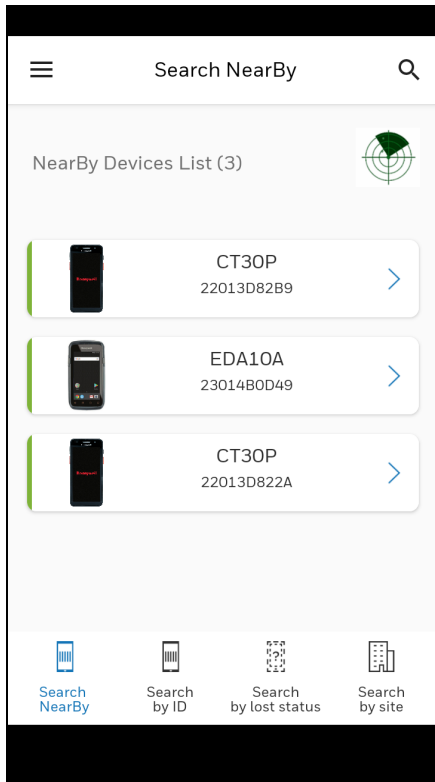 Search NearBy
NearBy Devices List (3)
CT30P
22013D82B9
EDA10A
23014B0D49
CT30P
22013D822A
Search
NearBy
Search
by ID
Search
by lost status
Search
by site